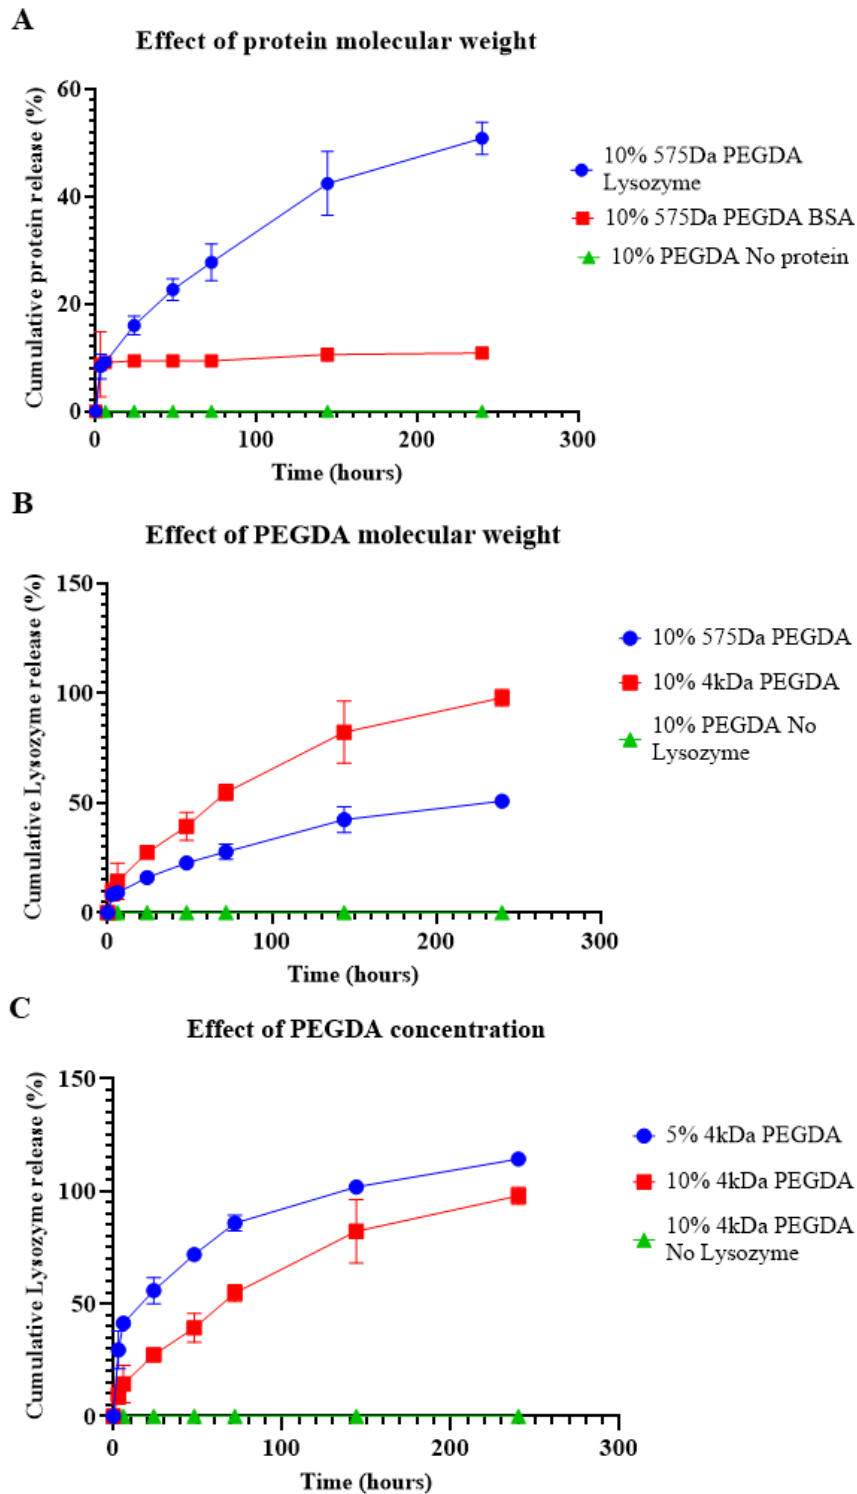 A
Effect of protein molecular weight
Cumulative protein release (%)
60
40
20
0
0 100 200 300
Time (hours)
10% 575Da PEGDA
Lysozyme
10% 575Da PEGDA BSA
10% PEGDA No protein
B
Effect of PEGDA molecular weight
Cumulative Lysozyme release (%)
150
100
50
0
0 100 200 300
Time (hours)
10% 575Da PEGDA
10% 4kDa PEGDA
10% PEGDA No
Lysozyme
C
Effect of PEGDA concentration
Cumulative Lysozyme release (%)
150
100
50
0
0 100 200 300
Time (hours)
5% 4kDa PEGDA
10% 4kDa PEGDA
10% 4kDa PEGDA
No Lysozyme